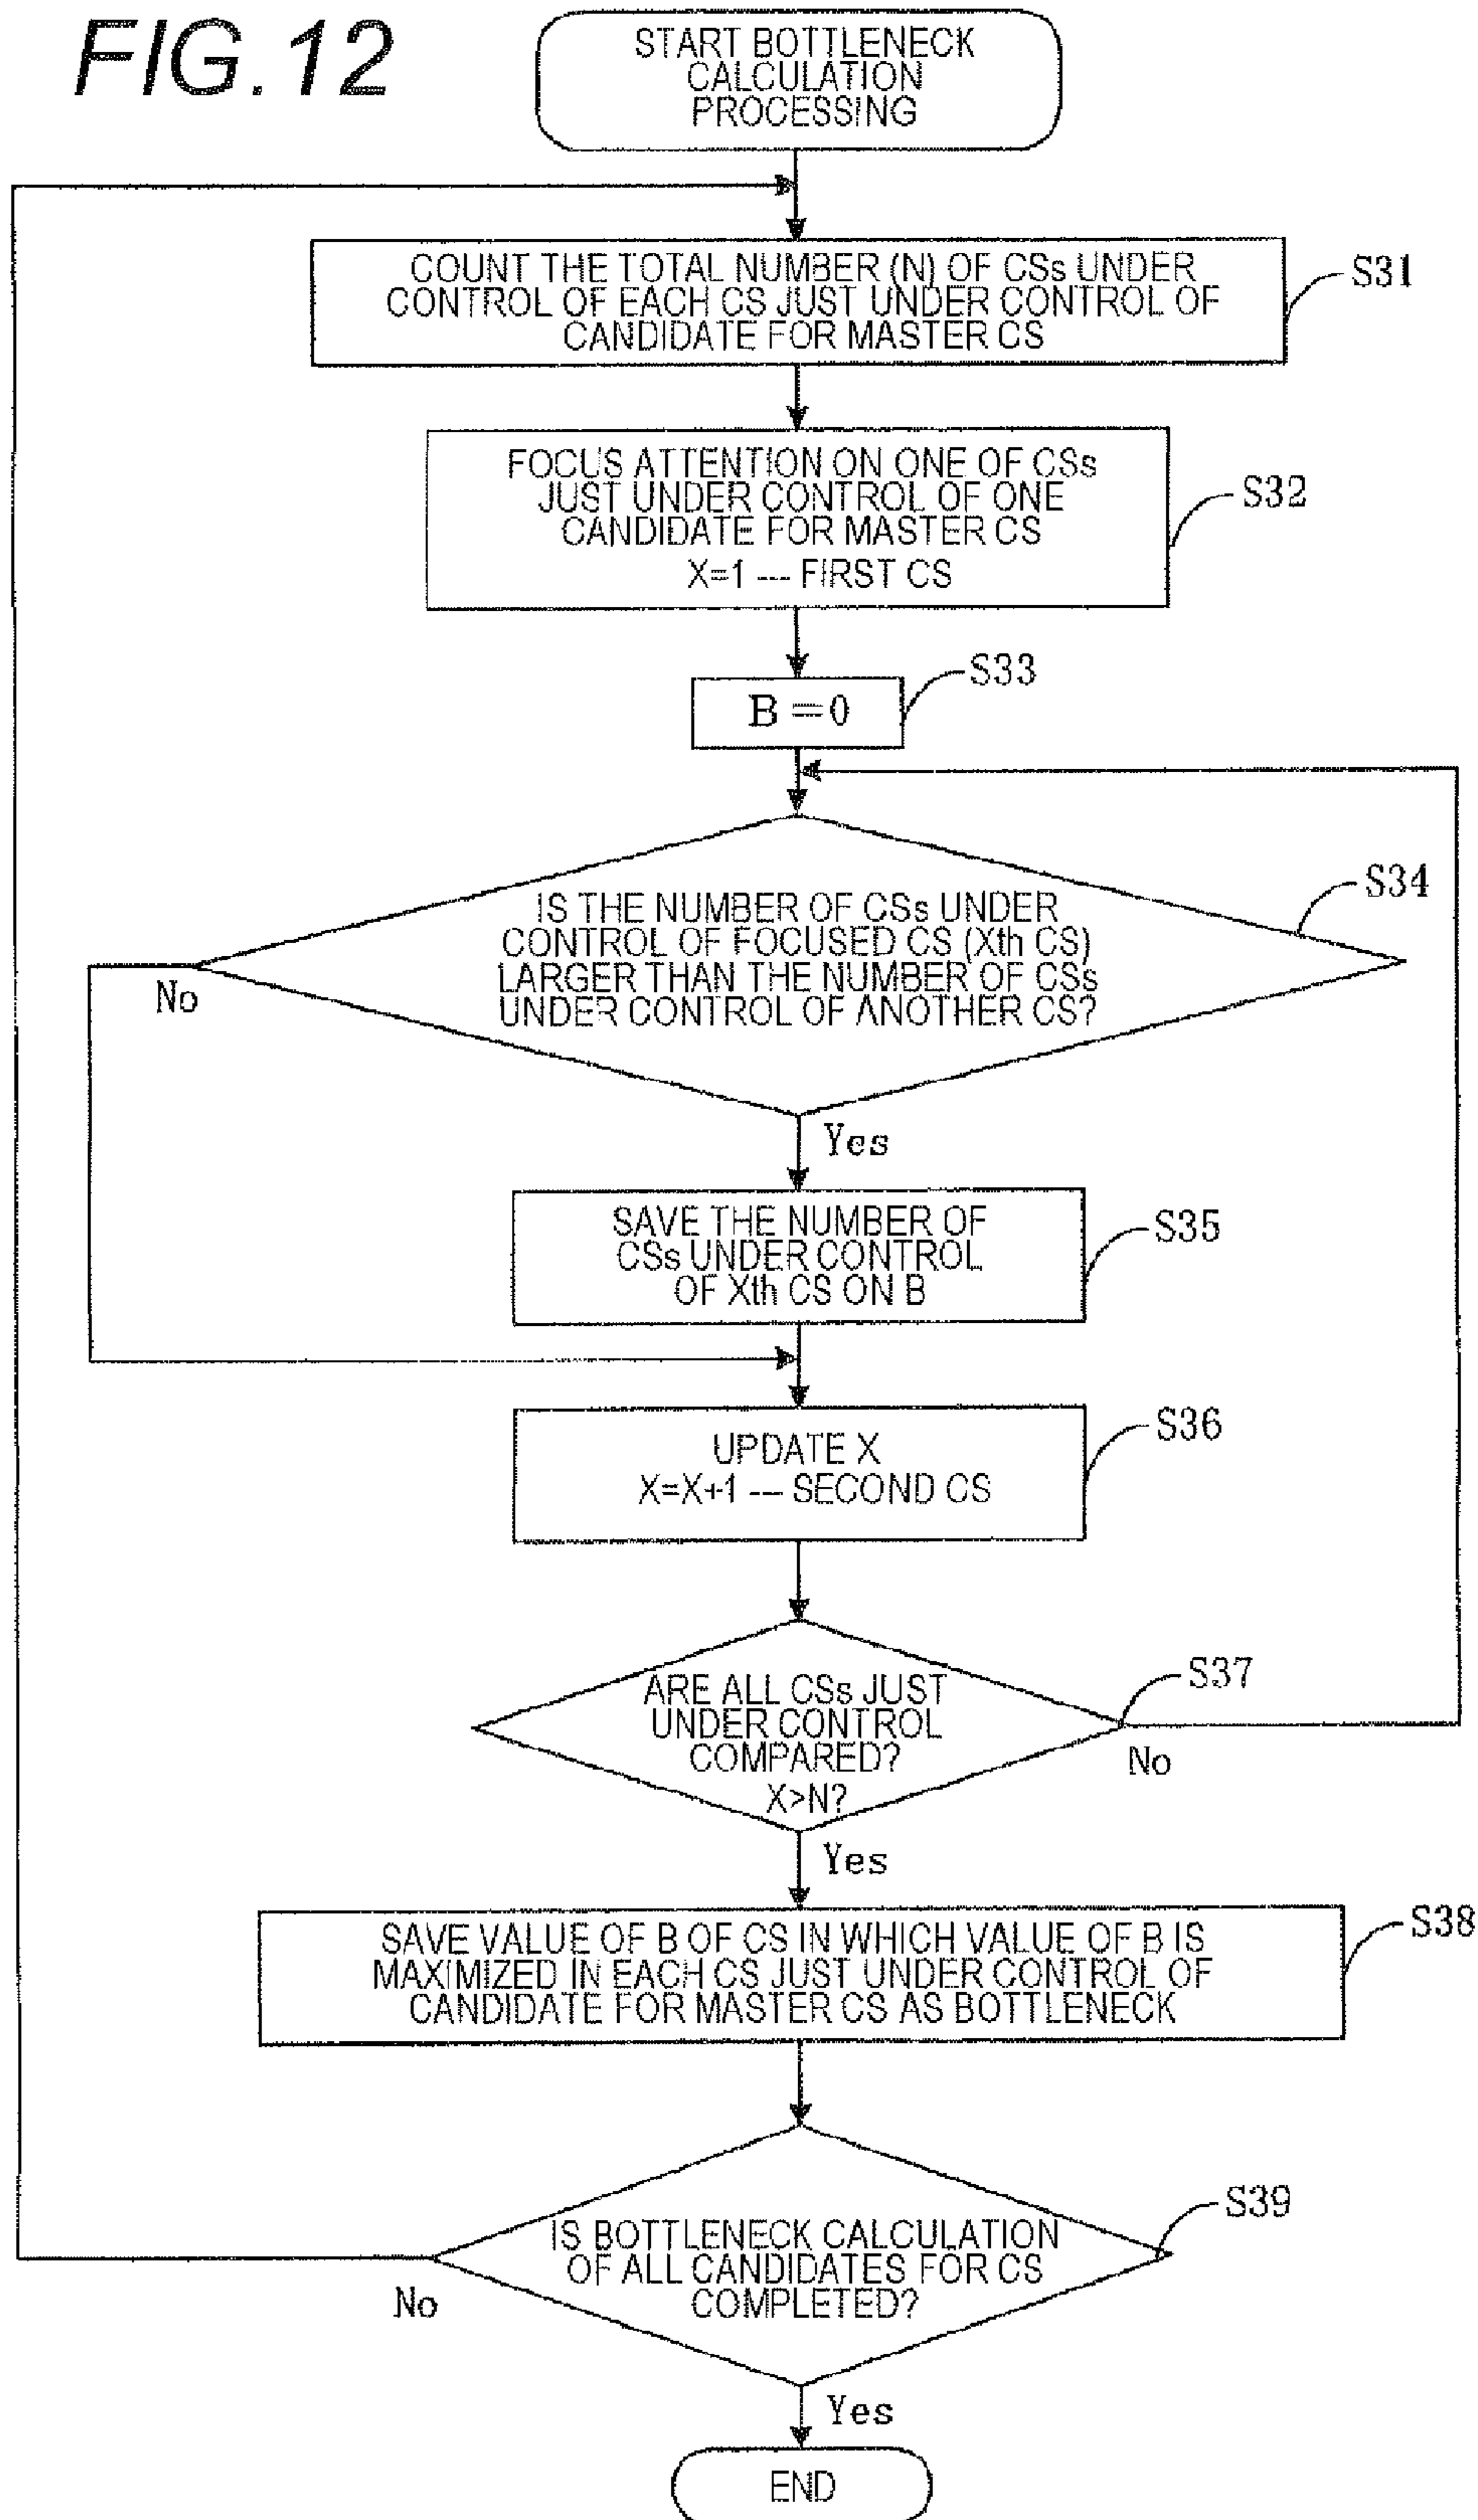 FIG.12
START BOTTLENECK
CALCULATION
PROCESSING
COUNT THE TOTAL NUMBER (N) OF CSs UNDER
CONTROL OF EACH CS JUST UNDER CONTROL OF
CANDIDATE FOR MASTER CS
S31
FOCUS ATTENTION ON ONE OF CSs
JUST UNDER CONTROL OF ONE
CANDIDATE FOR MASTER CS
X=1 --- FIRST CS
S32
B=0
S33
IS THE NUMBER OF CSs UNDER
CONTROL OF FOCUSED CS (Xth CS)
LARGER THAN THE NUMBER OF CSs
UNDER CONTROL OF ANOTHER CS?
S34
No
Yes
SAVE THE NUMBER OF
CSs UNDER CONTROL
OF Xth CS ON B
S35
UPDATE X
X=X+1 --- SECOND CS
S36
ARE ALL CSs JUST
UNDER CONTROL
COMPARED?
X>N?
S37
No
Yes
SAVE VALUE OF B OF CS IN WHICH VALUE OF B IS
MAXIMIZED IN EACH CS JUST UNDER CONTROL OF
CANDIDATE FOR MASTER CS AS BOTTLENECK
S38
IS BOTTLENECK CALCULATION
OF ALL CANDIDATES FOR CS
COMPLETED?
S39
No
Yes
END